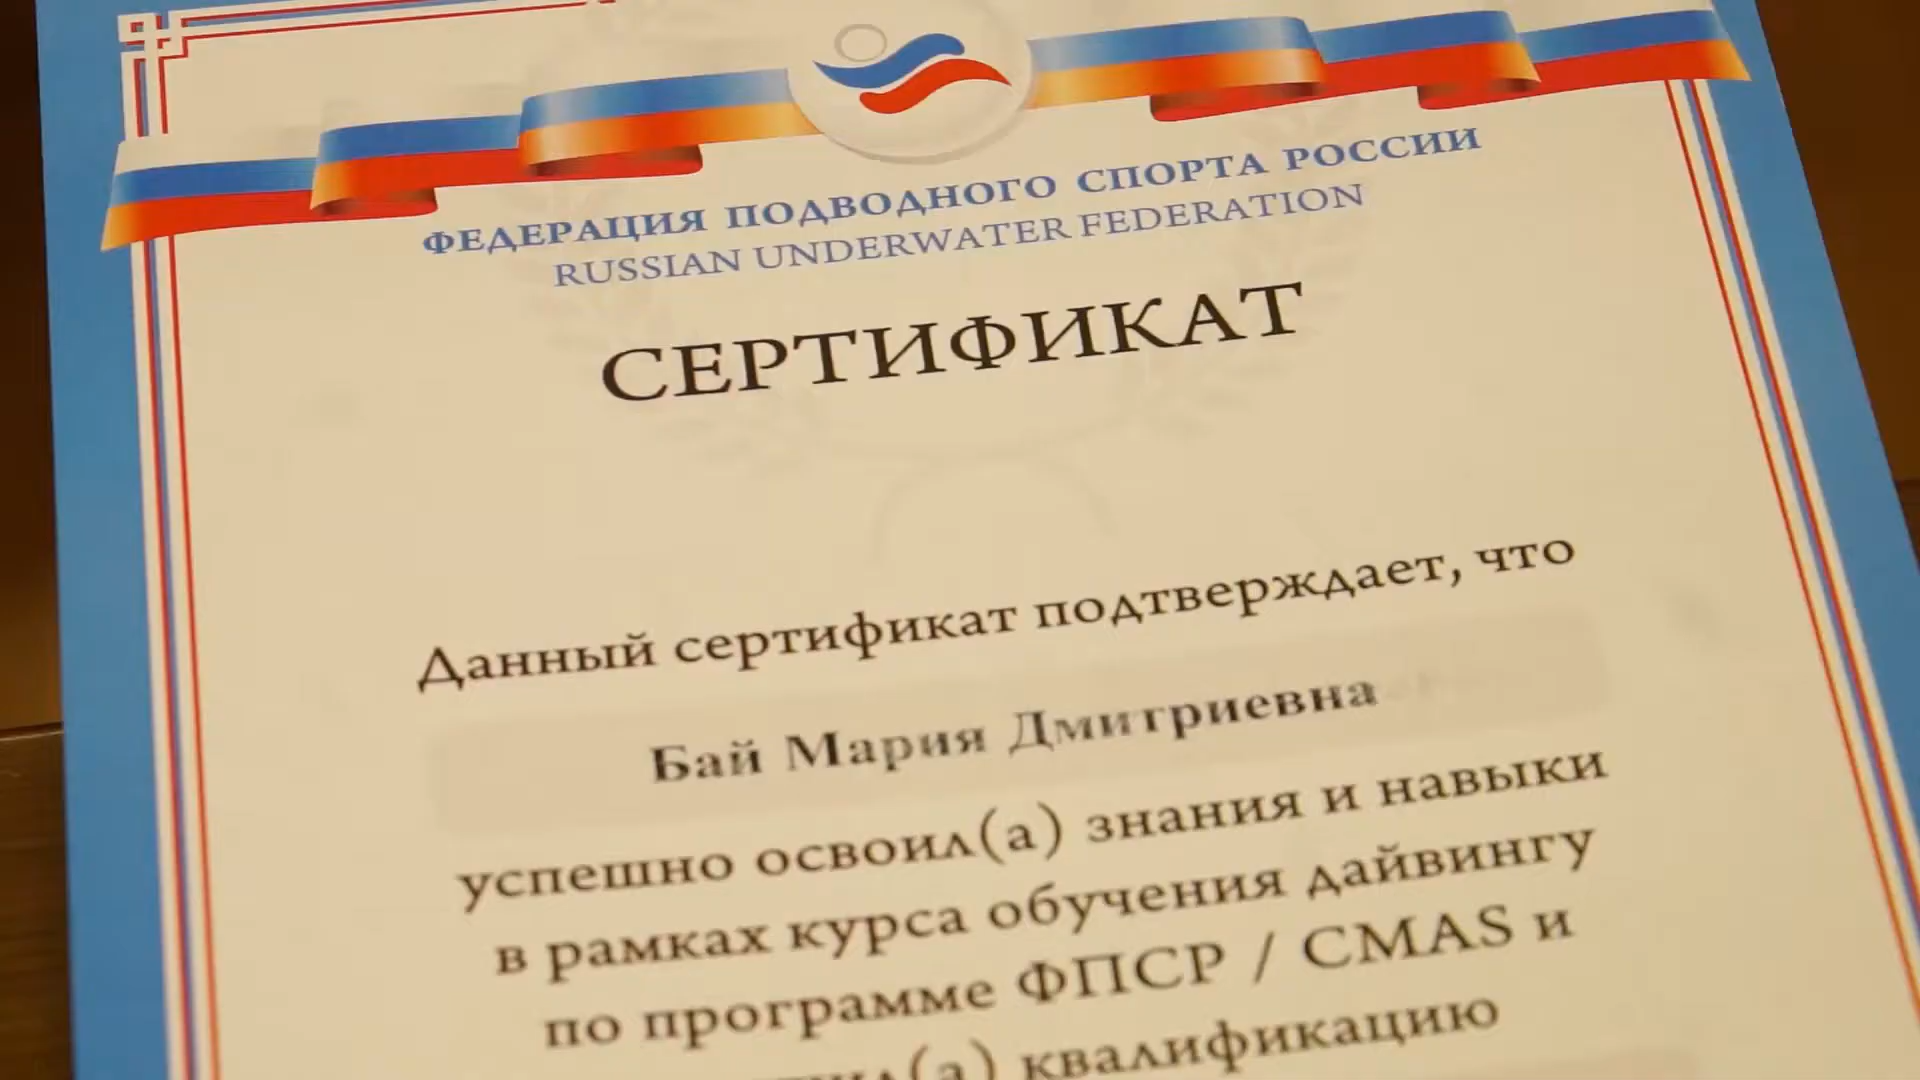 ФЕДЕРАЦИЯ ПОДВОДНОГО СПОРТА РОССИИ
RUSSIAN UNDERWATER FEDERATION
СЕРТИФИКАТ
Данный сертификат подтверждает, что
Бай Мария Дмитриевна
успешно освоил(а) знания и навыки
в рамках курса обучения дайвингу
по программе ФПСР / CMAS и
квалификацию